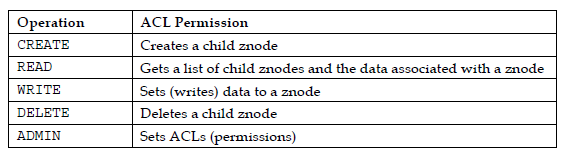 Operation ACL Permission
CREATE Creates a child znode
READ Gets a list of child znodes and the data associated with a znode
WRITE Sets (writes) data to a znode
DELETE Deletes a child znode
ADMIN Sets ACLs (permissions)